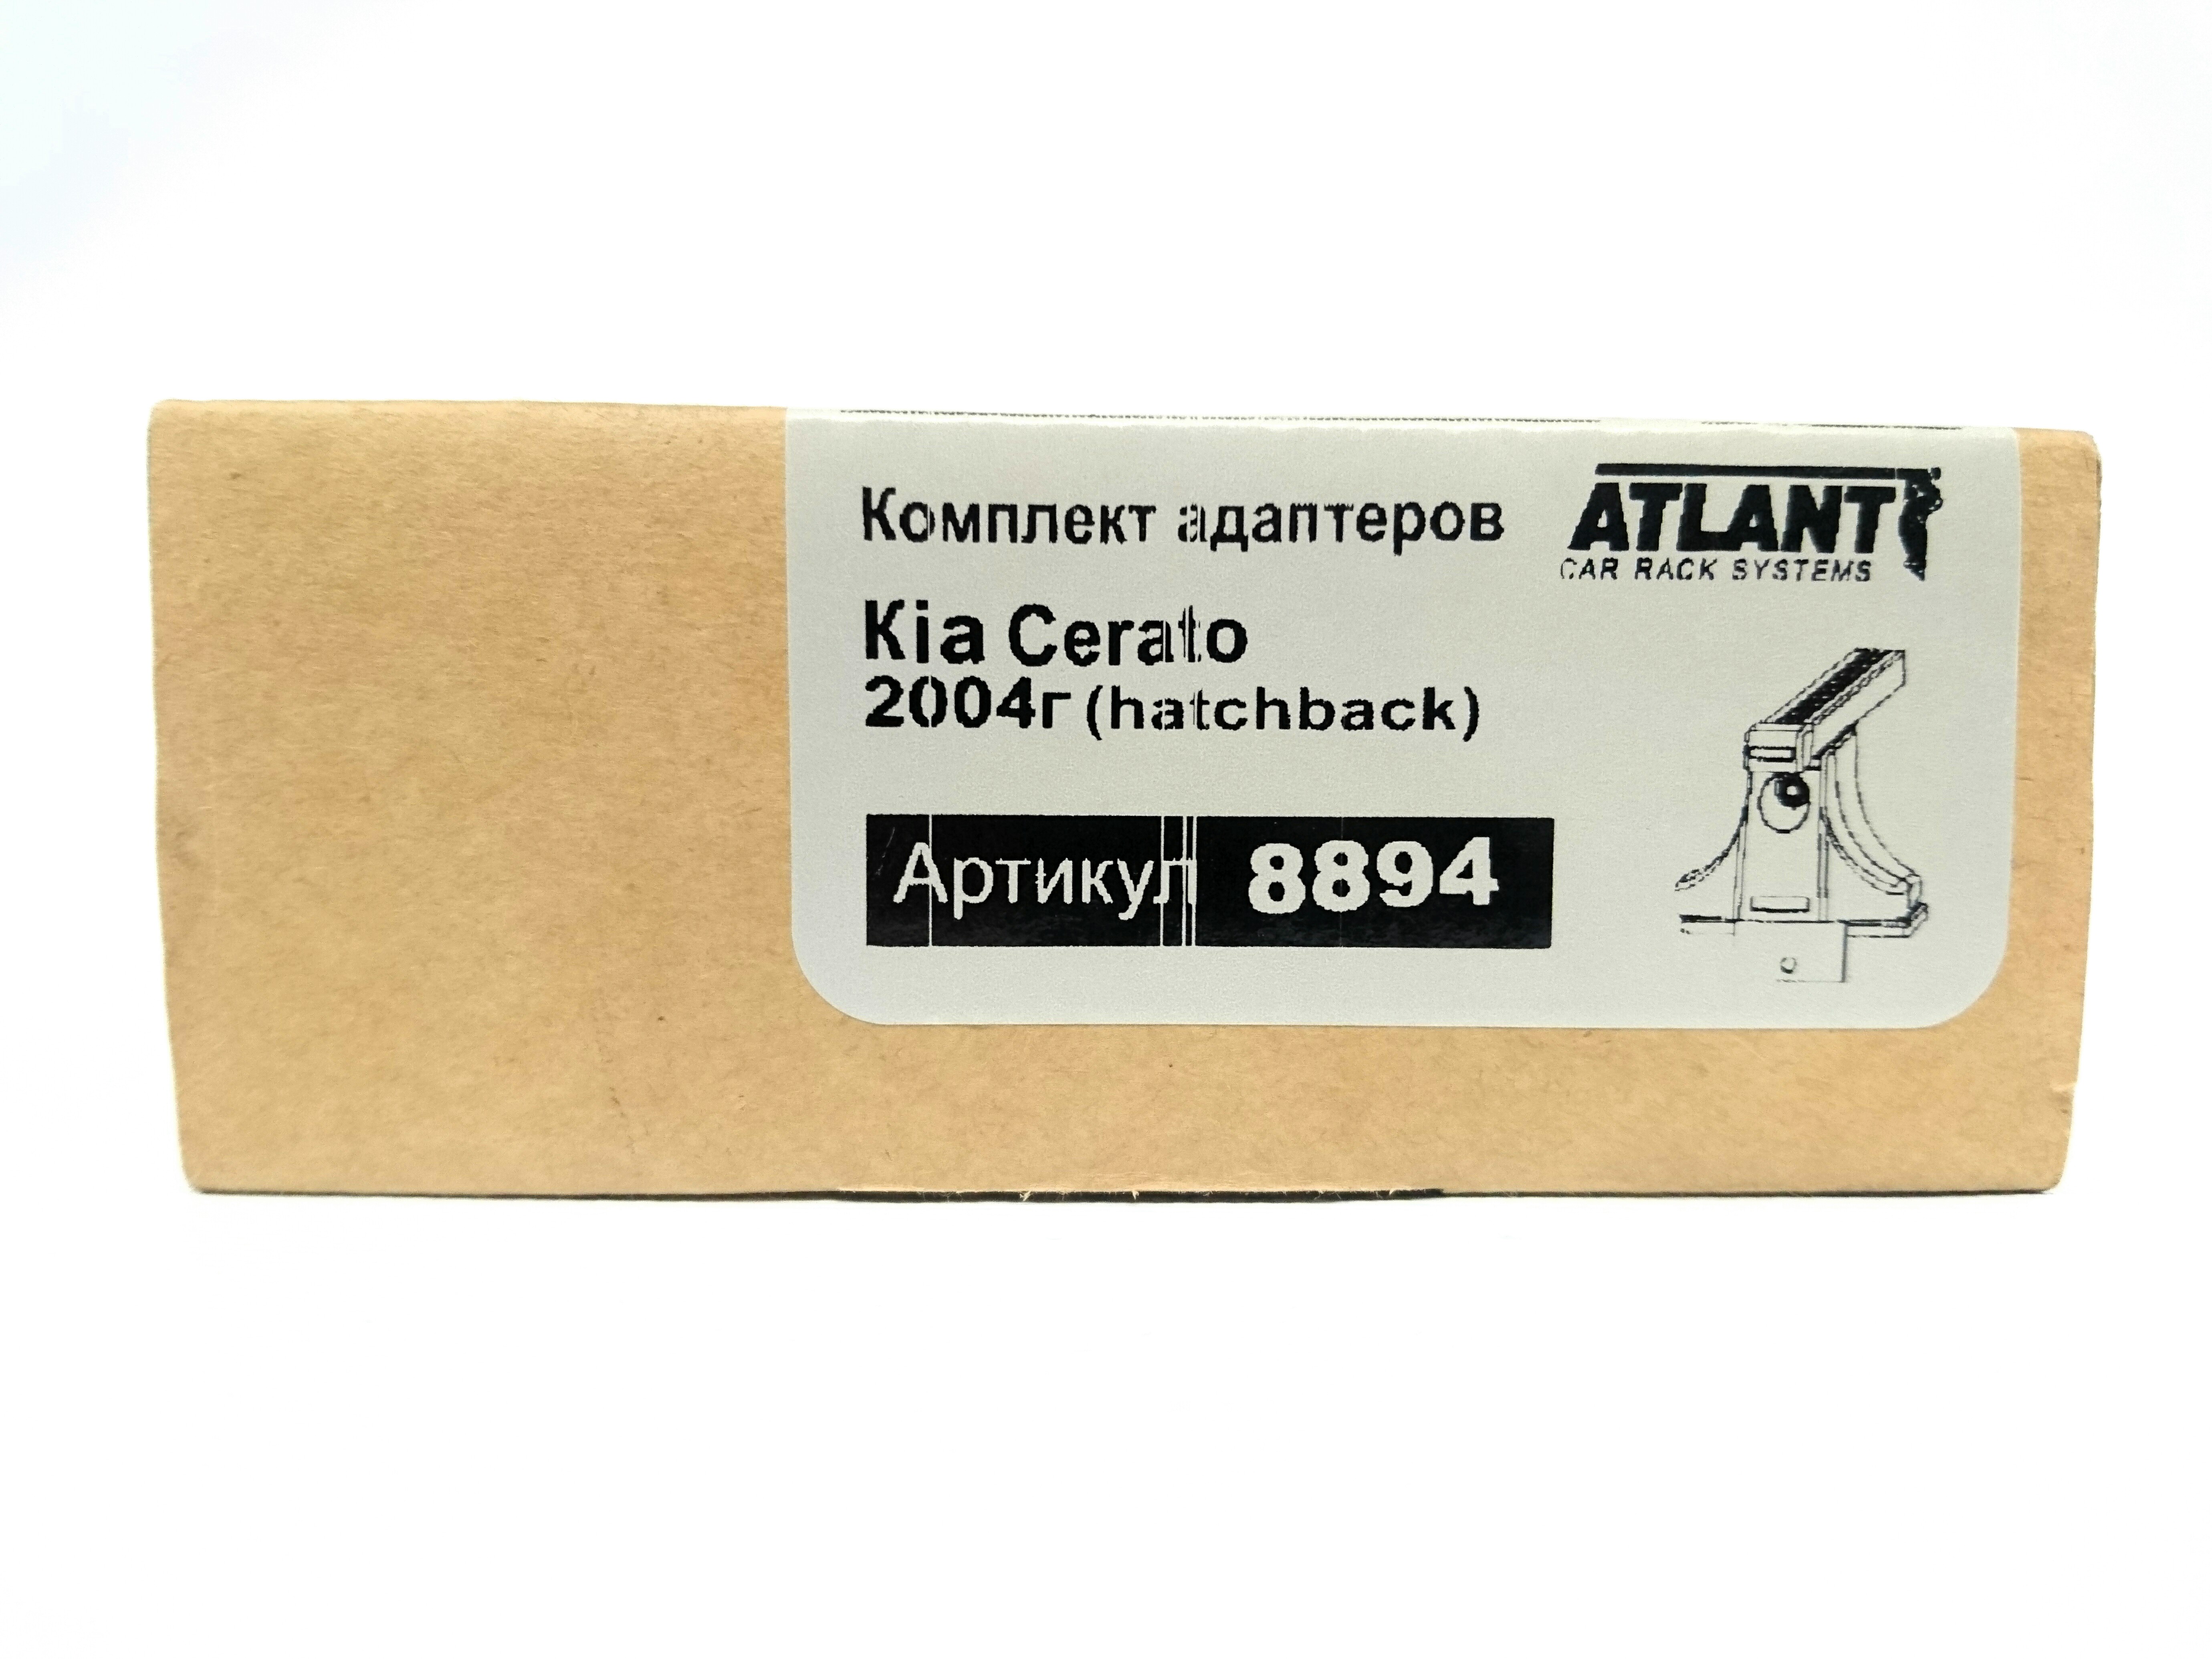 Комплект адаптеров
ATLANT
CAR RACK SYSTEMS
Kia Cerato
2004г (hatchback)
Артикул 8894